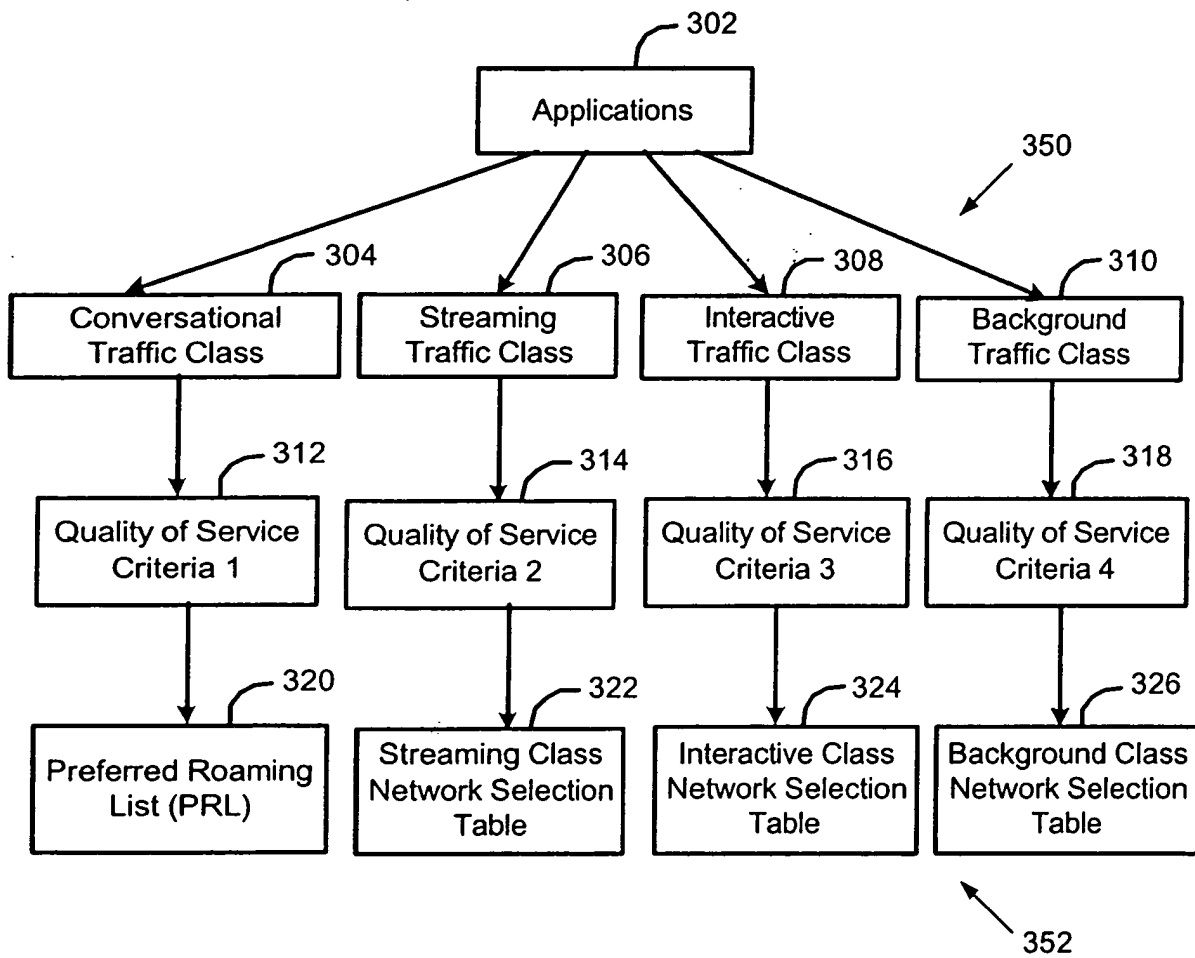 302
Applications
350
304
306
308
310
Conversational
Traffic Class
Streaming
Traffic Class
Interactive
Traffic Class
Background
Traffic Class
312
314
316
318
Quality of Service
Criteria 1
Quality of Service
Criteria 2
Quality of Service
Criteria 3
Quality of Service
Criteria 4
320
322
324
326
Preferred Roaming
List (PRL)
Streaming Class
Network Selection
Table
Interactive Class
Network Selection
Table
Background Class
Network Selection
Table
352